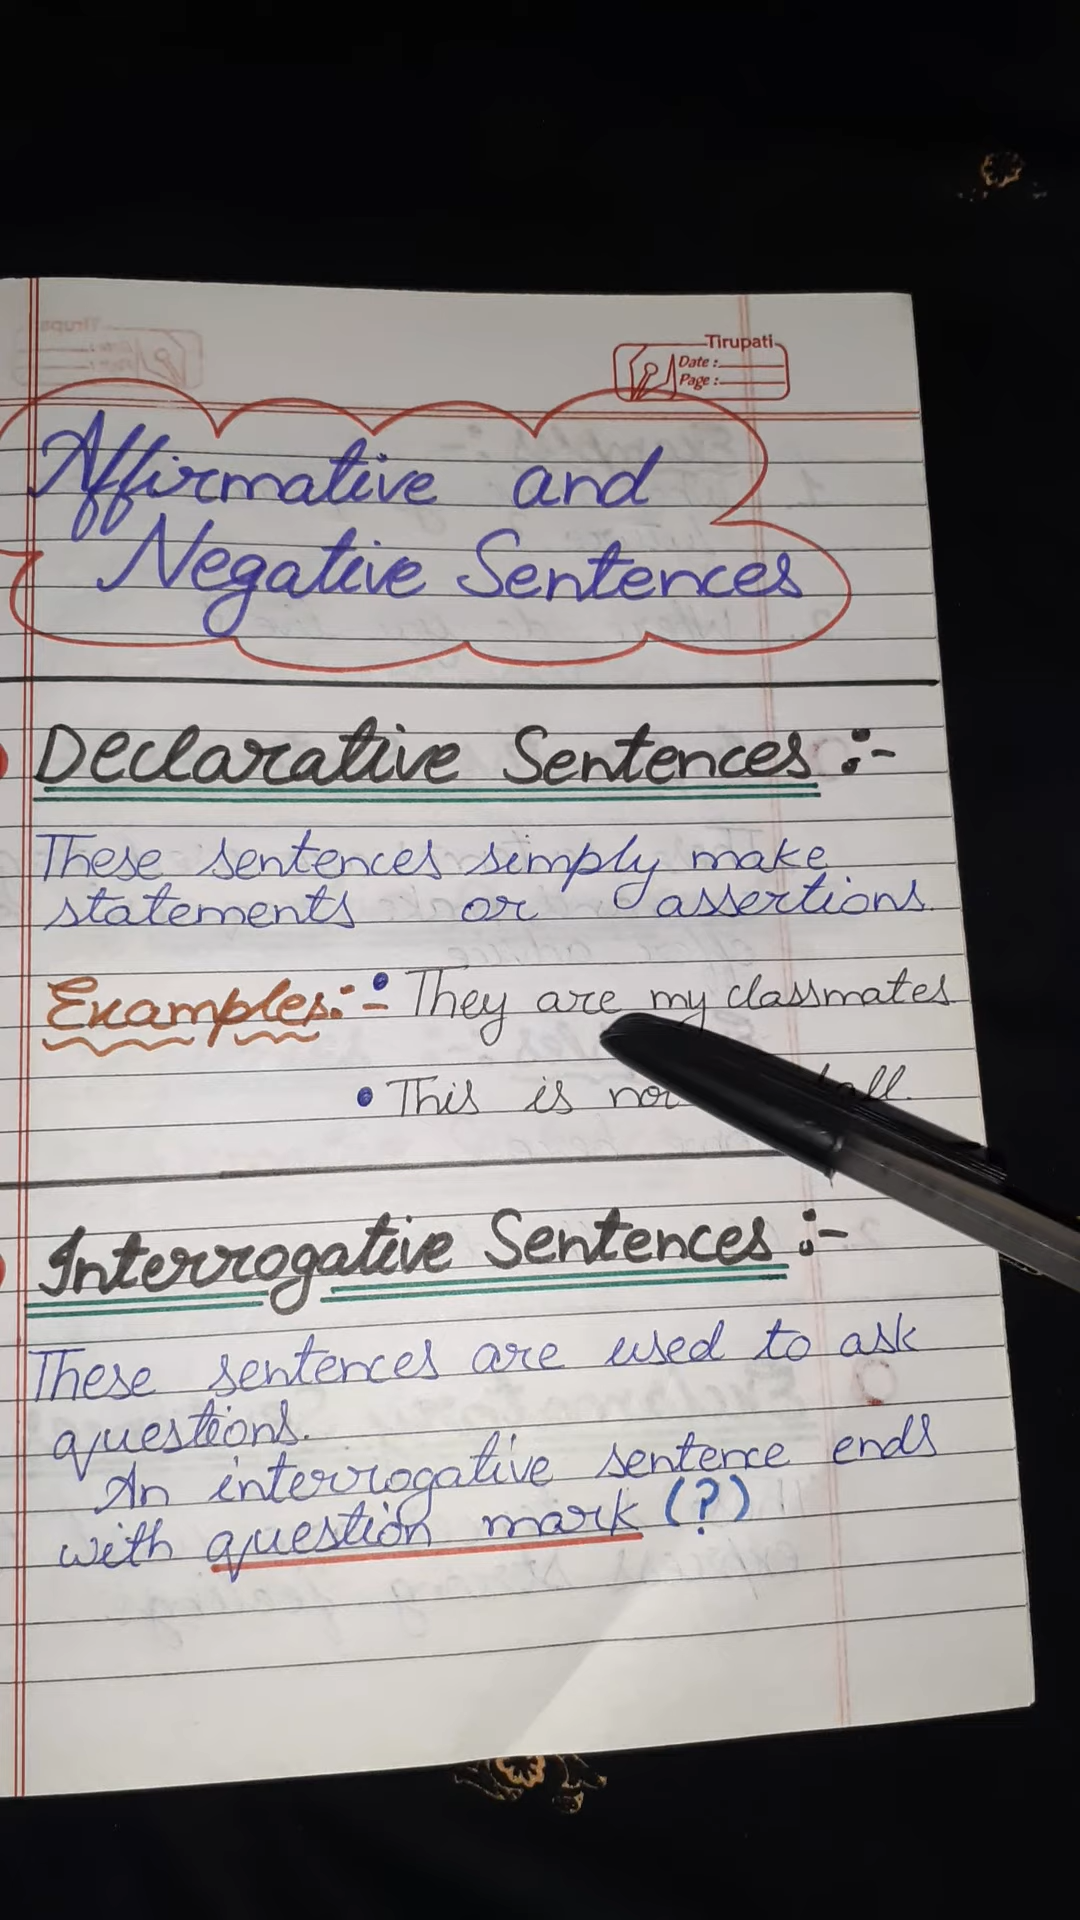 Tirupati
Date :
Page :
Affirmative and
Negative Sentences
Declarative Sentences :-
These sentences simply make
statements or assertions.
Examples:- • They are my classmates
• This is not ball.
Interrogative Sentences :-
These sentences are used to ask
questions.
An interrogative sentence ends
with question mark (?)